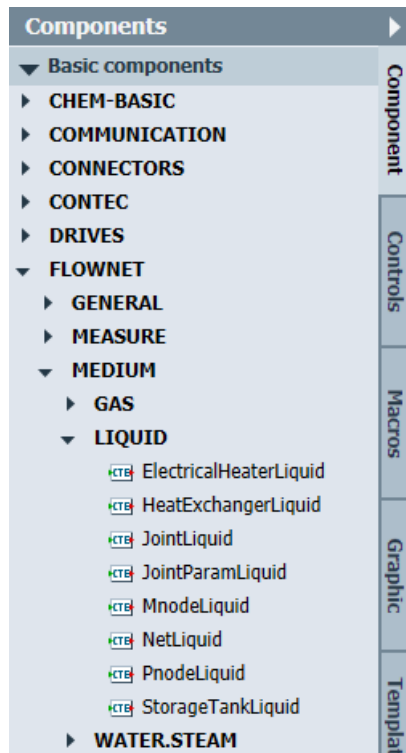 Components
Basic components
CHEM-BASIC
COMMUNICATION
CONNECTORS
CONTEC
DRIVES
FLOWNET
GENERAL
MEASURE
MEDIUM
GAS
LIQUID
CTB ElectricalHeaterLiquid
CTB HeatExchangerLiquid
CTB JointLiquid
CTB JointParamLiquid
CTB MnodeLiquid
CTB NetLiquid
CTB PnodeLiquid
CTB StorageTankLiquid
WATER.STEAM
Component
Controls
Macros
Graphic
Templat